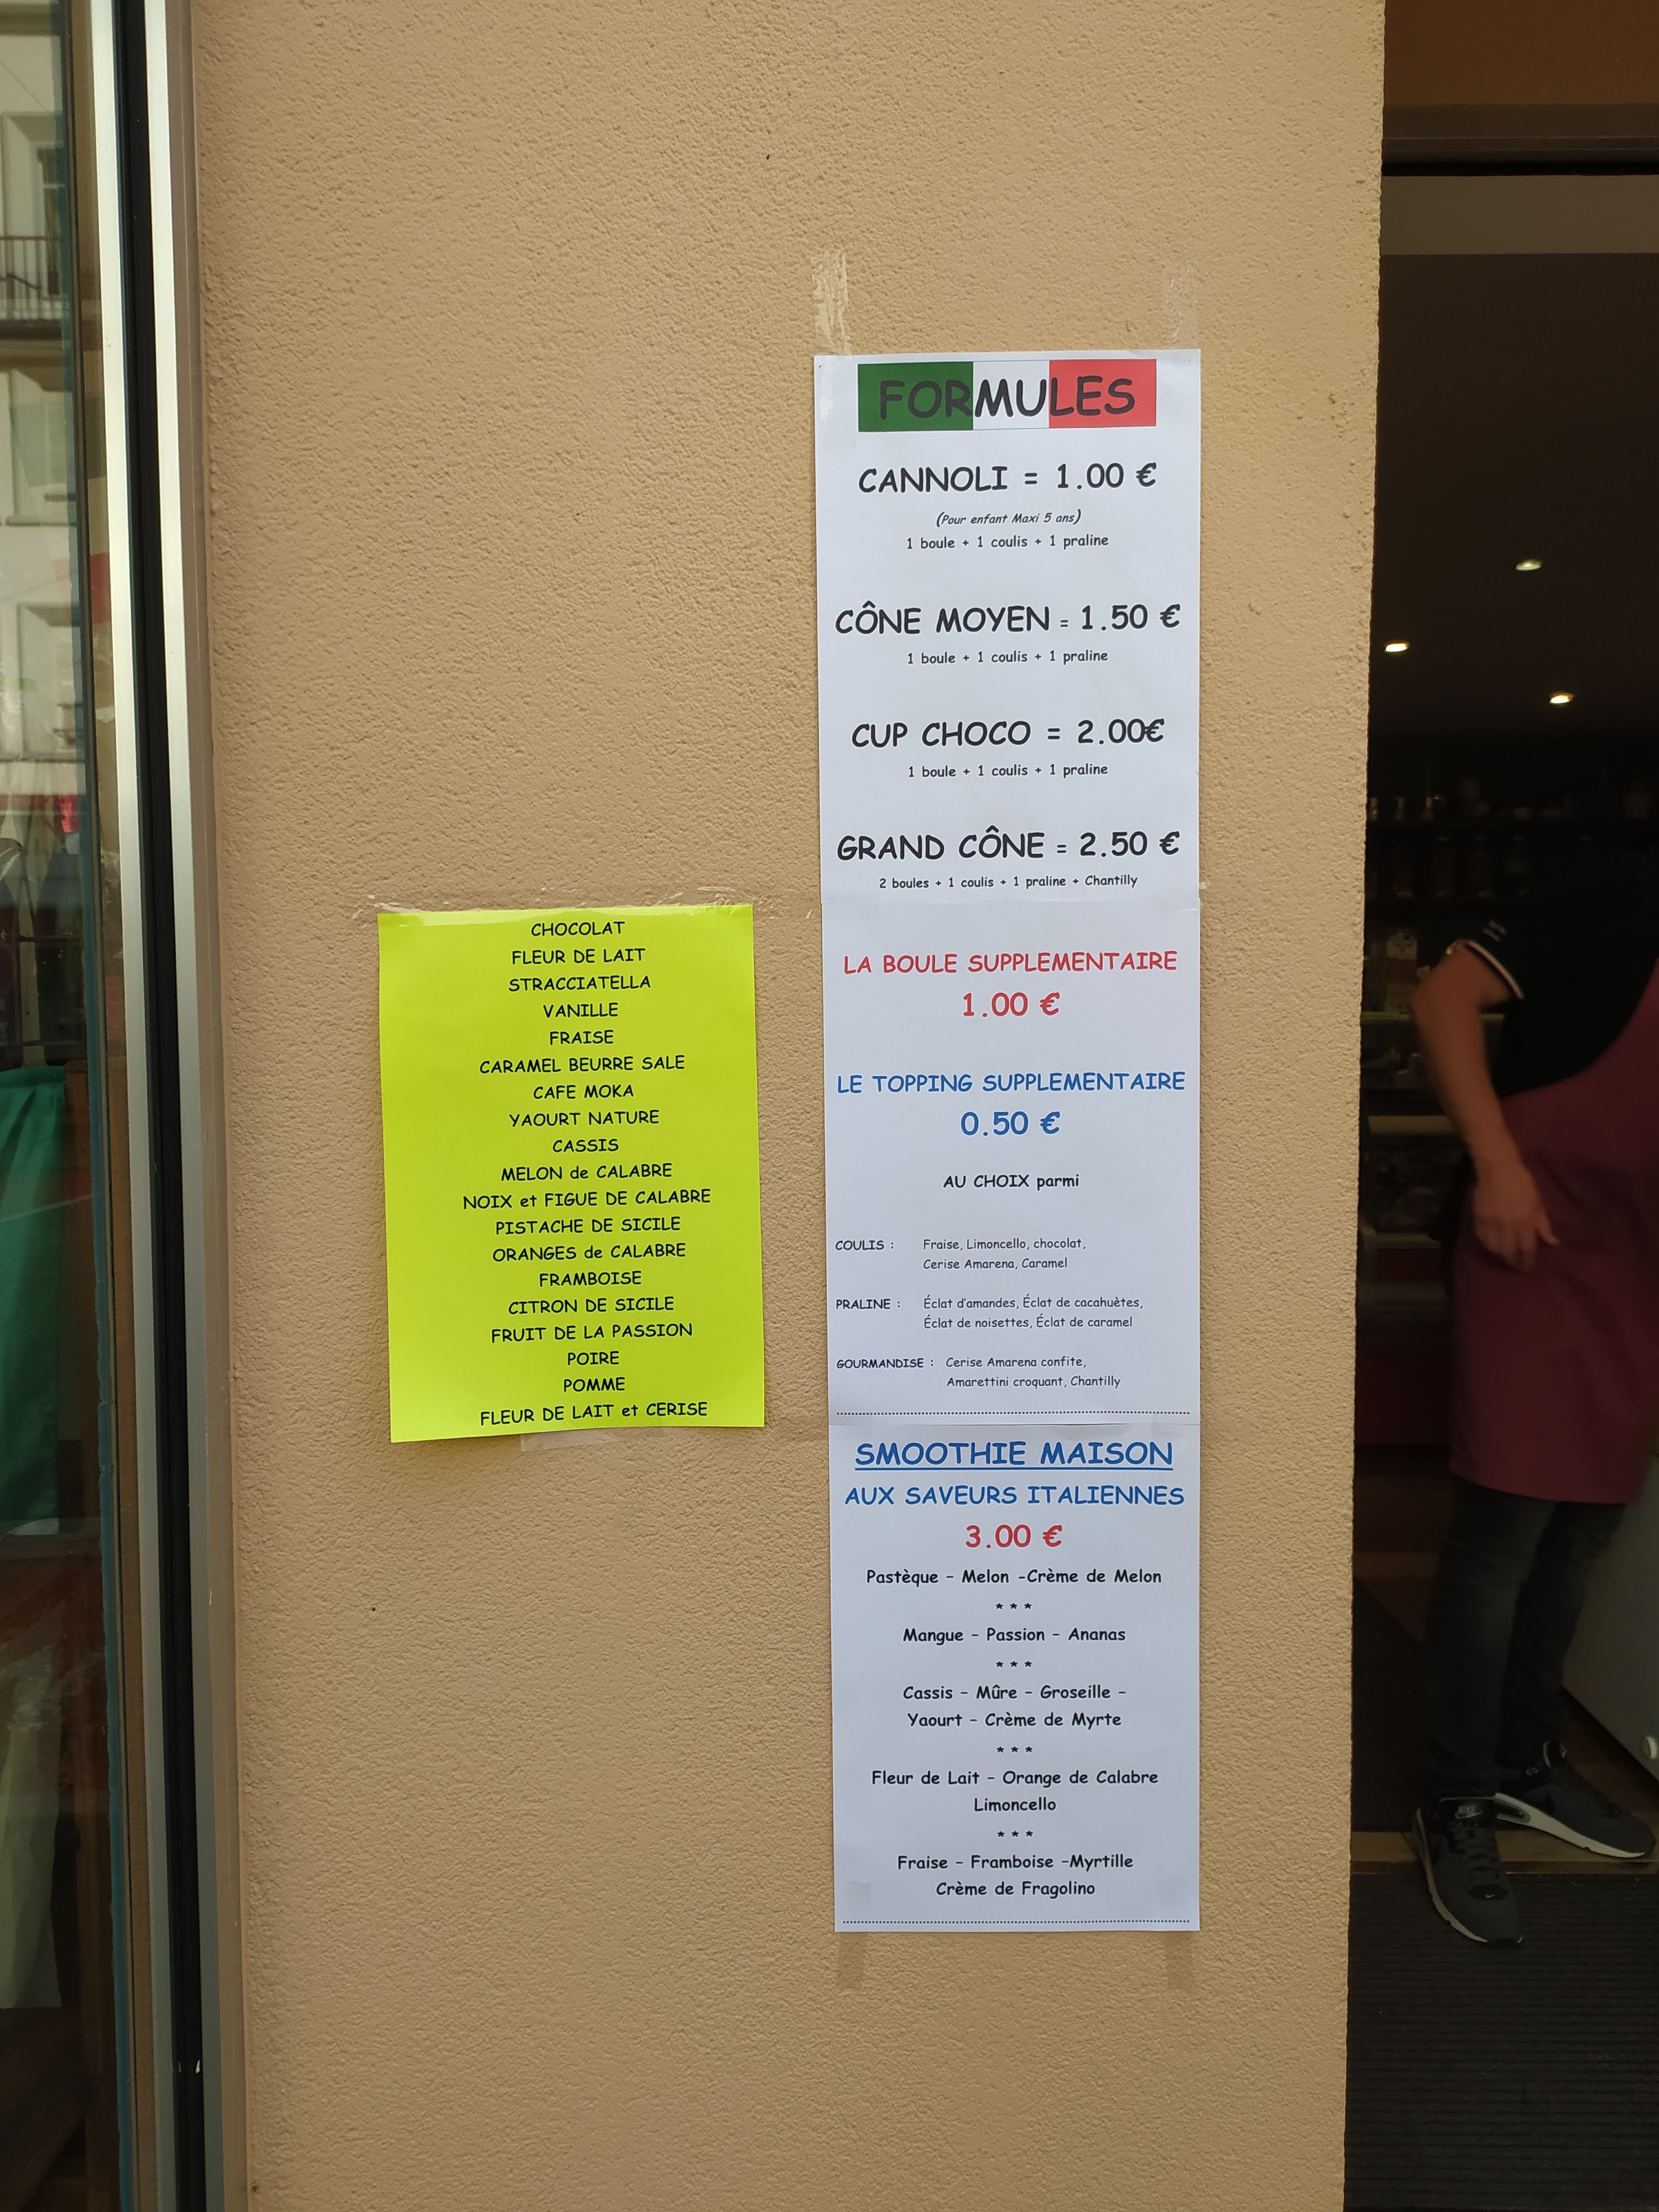 FORMULES
CANNOLI = 1.00 €
(Pour enfant Maxi 5 ans)
1 boule + 1 coulis + 1 praline
CÔNE MOYEN = 1.50 €
1 boule + 1 coulis + 1 praline
CUP CHOCO = 2.00€
1 boule + 1 coulis + 1 praline
GRAND CÔNE = 2.50 €
2 boules + 1 coulis + 1 praline + Chantilly
LA BOULE SUPPLEMENTAIRE
1.00 €
LE TOPPING SUPPLEMENTAIRE
0.50 €
AU CHOIX parmi
COULIS : Fraise, Limoncello, chocolat,
Cerise Amarena, Caramel
PRALINE : Éclat d'amandes, Éclat de cacahuètes,
Éclat de noisettes, Éclat de caramel
GOURMANDISE : Cerise Amarena confite,
Amarettini croquant, Chantilly
SMOOTHIE MAISON
AUX SAVEURS ITALIENNES
3.00 €
Pastèque - Melon -Crème de Melon
* * *
Mangue - Passion - Ananas
* * *
Cassis - Mûre - Groseille -
Yaourt - Crème de Myrte
* * *
Fleur de Lait - Orange de Calabre
Limoncello
* * *
Fraise - Framboise -Myrtille
Crème de Fragolino
CHOCOLAT
FLEUR DE LAIT
STRACCIATELLA
VANILLE
FRAISE
CARAMEL BEURRE SALE
CAFE MOKA
YAOURT NATURE
CASSIS
MELON de CALABRE
NOIX et FIGUE DE CALABRE
PISTACHE DE SICILE
ORANGES de CALABRE
FRAMBOISE
CITRON DE SICILE
FRUIT DE LA PASSION
POIRE
POMME
FLEUR DE LAIT et CERISE